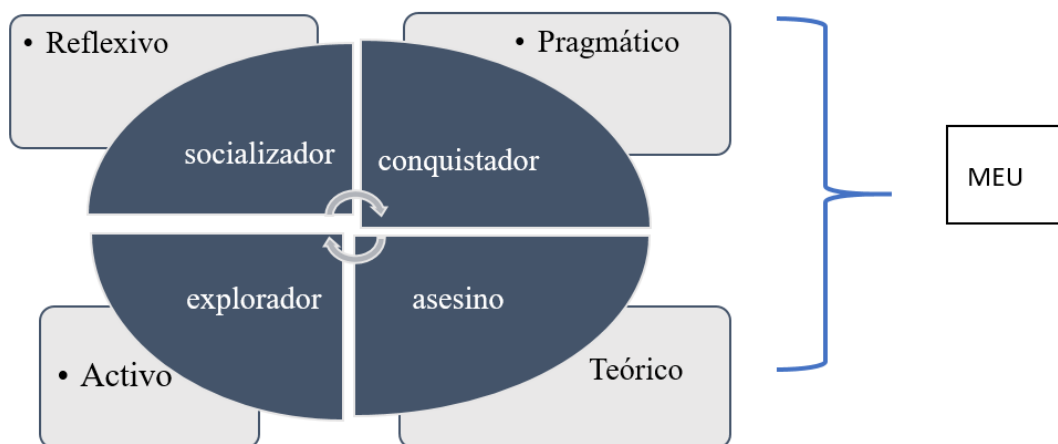 • Reflexivo
• Pragmático
socializador
conquistador
MEU
explorador
asesino
• Activo
Teórico